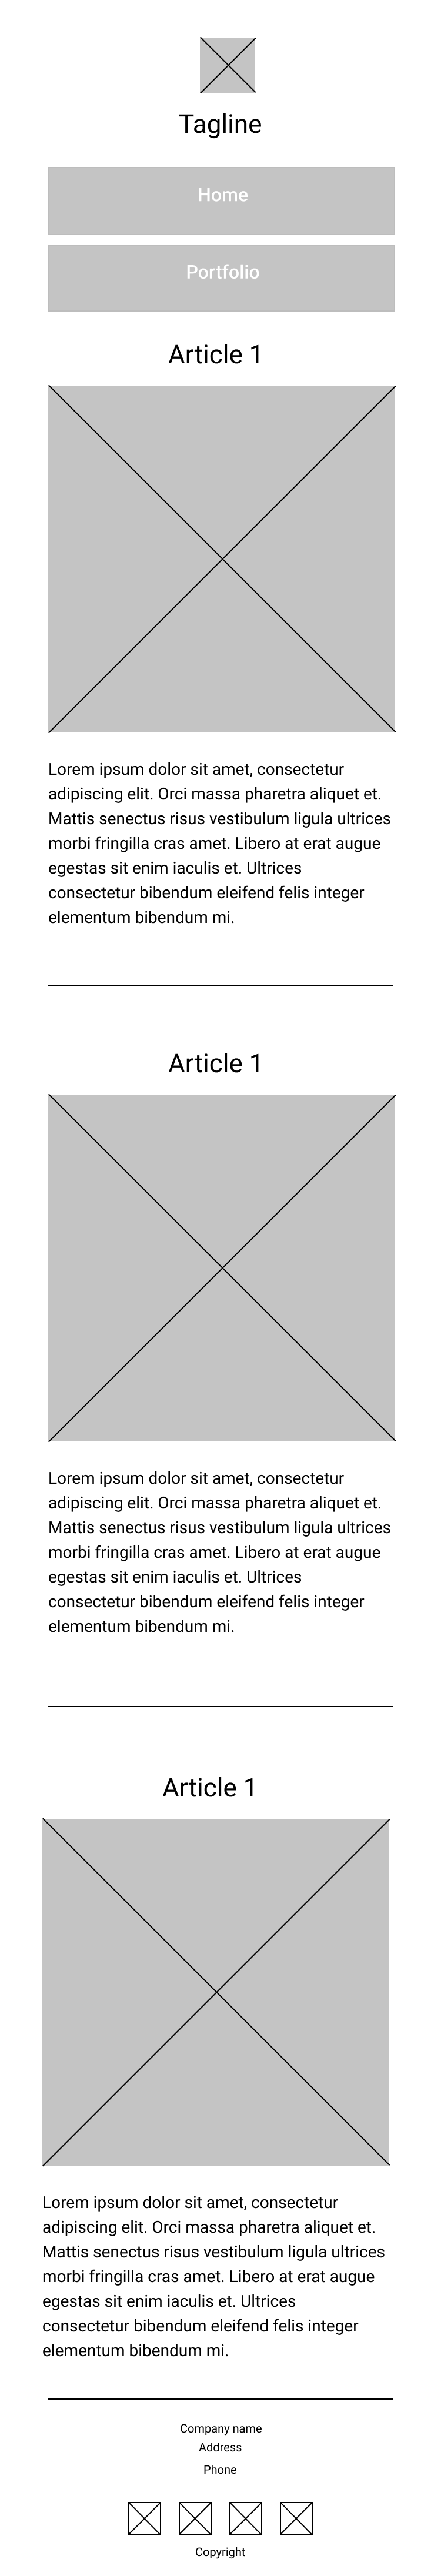 Tagline
Home
Portfolio
Article 1
Lorem ipsum dolor sit amet, consectetur
adipiscing elit. Orci massa pharetra aliquet et.
Mattis senectus risus vestibulum ligula ultrices
morbi fringilla cras amet. Libero at erat augue
egestas sit enim iaculis et. Ultrices
consectetur bibendum eleifend felis integer
elementum bibendum mi.
Article 1
Lorem ipsum dolor sit amet, consectetur
adipiscing elit. Orci massa pharetra aliquet et.
Mattis senectus risus vestibulum ligula ultrices
morbi fringilla cras amet. Libero at erat augue
egestas sit enim iaculis et. Ultrices
consectetur bibendum eleifend felis integer
elementum bibendum mi.
Article 1
Lorem ipsum dolor sit amet, consectetur
adipiscing elit. Orci massa pharetra aliquet et.
Mattis senectus risus vestibulum ligula ultrices
morbi fringilla cras amet. Libero at erat augue
egestas sit enim iaculis et. Ultrices
consectetur bibendum eleifend felis integer
elementum bibendum mi.
Company name
Address
Phone
Copyright